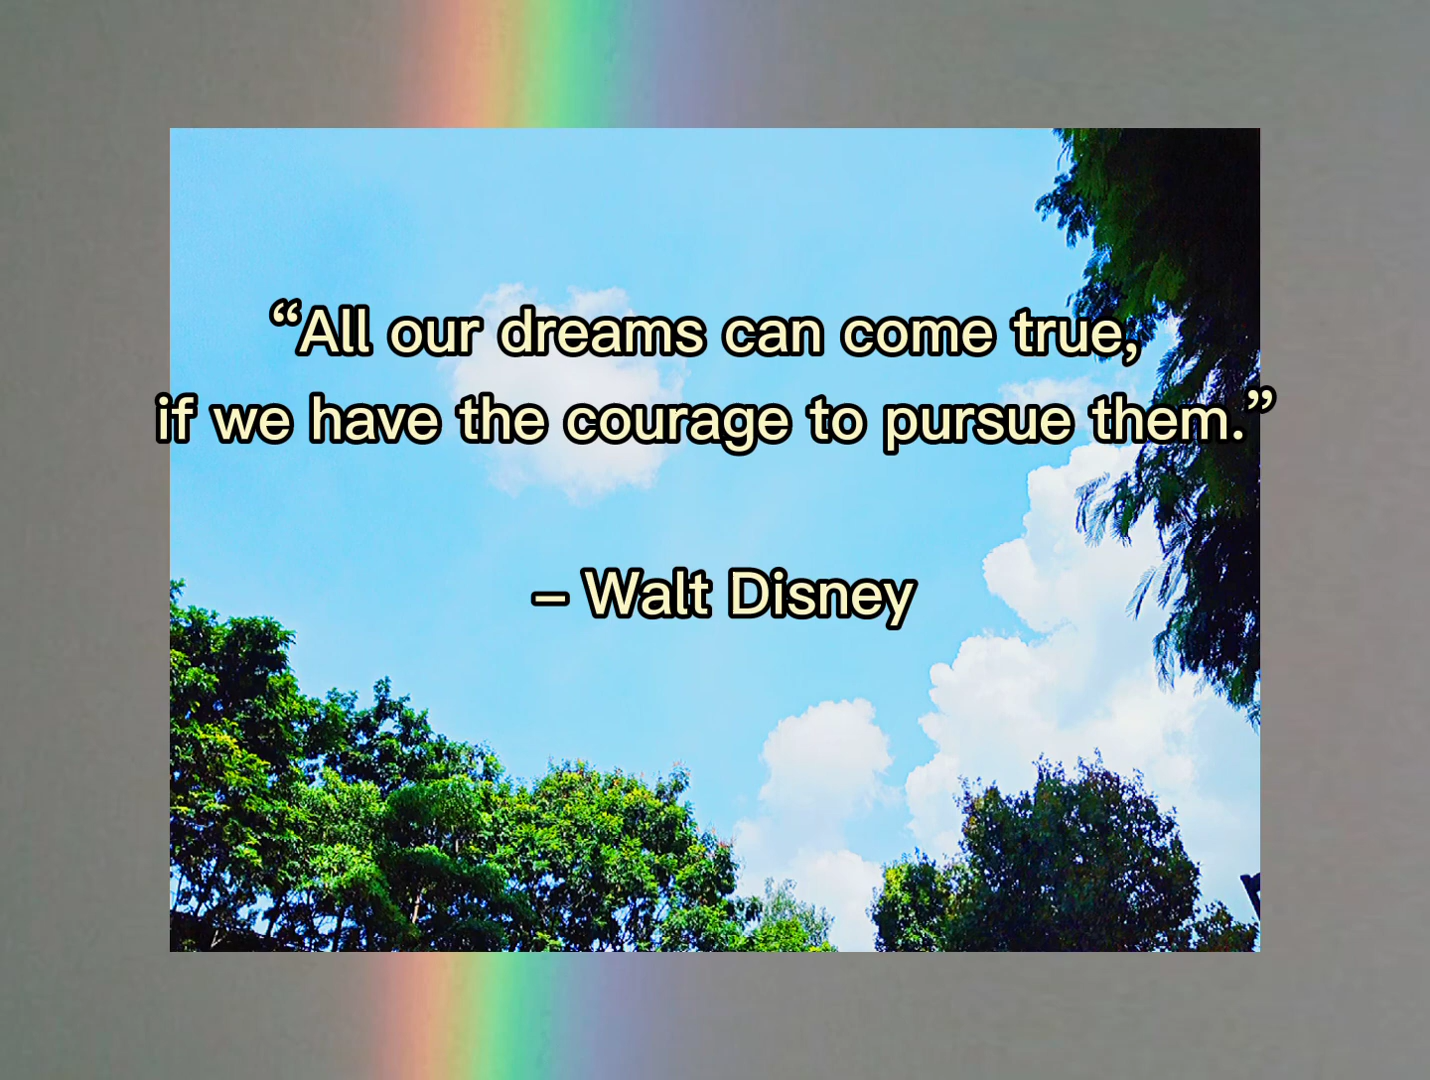 “All our dreams can come true,
if we have the courage to pursue them.”
– Walt Disney